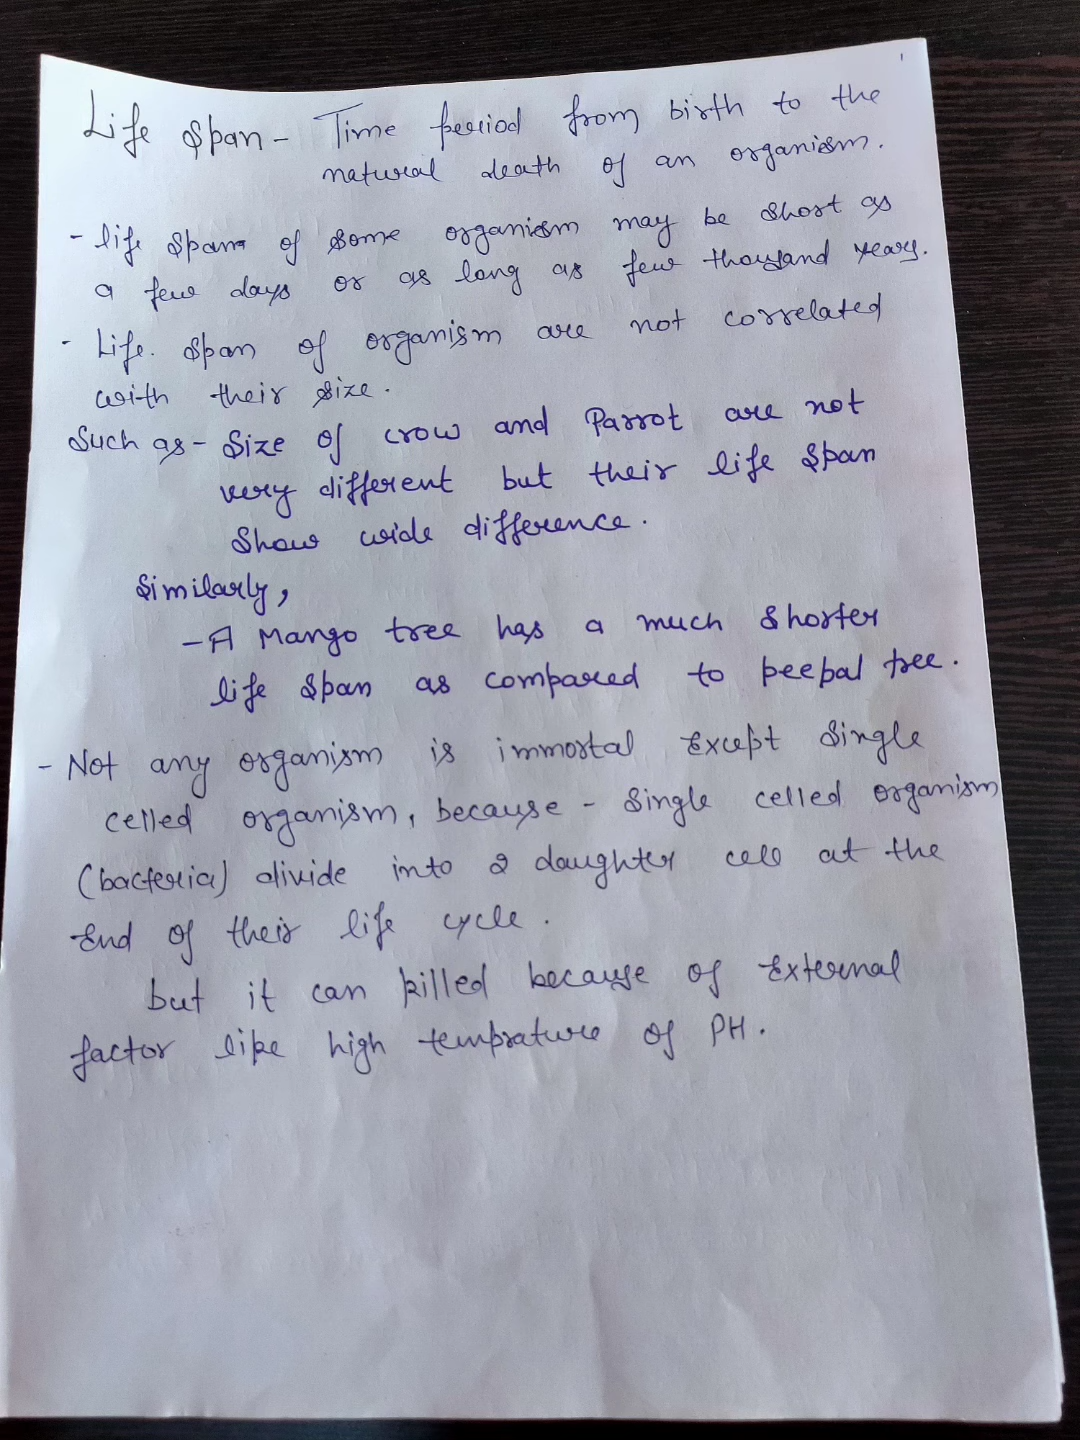 Life Span - Time period from birth to the
natural death of an organism.
- life span of some organism may be short as
a few days or as long as few thousand years.
- Life. span of organism are not correlated
with their size.
Such as - Size of crow and Parrot are not
very different but their life span
show wide difference.
Similarly,
- A Mango tree has a much shorter
life span as compared to peepal tree.
- Not any organism is immortal Except single
celled organism, because - single celled organism
(bacteria) divide into 2 daughter cell at the
End of their life cycle.
but it can killed because of External
factor like high temprature of PH.